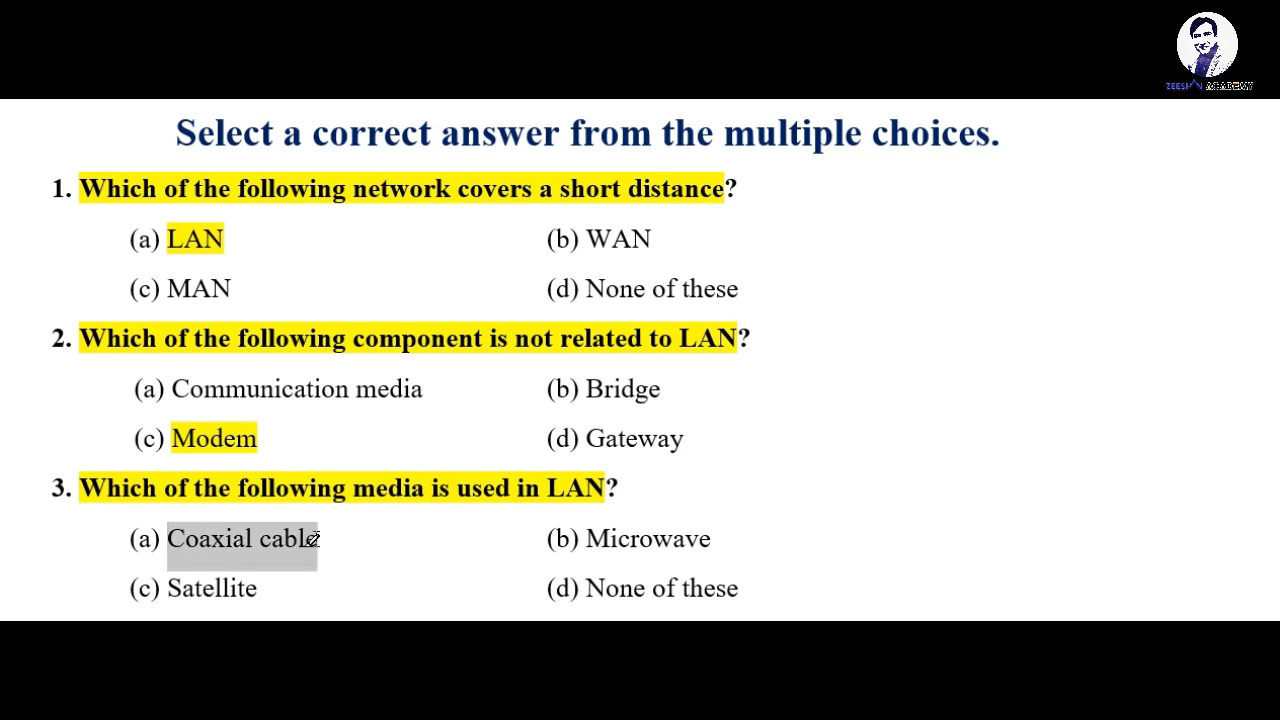 ZEESHAN ACADEMY
Select a correct answer from the multiple choices.
1. Which of the following network covers a short distance?
(a) LAN (b) WAN
(c) MAN (d) None of these
2. Which of the following component is not related to LAN?
(a) Communication media (b) Bridge
(c) Modem (d) Gateway
3. Which of the following media is used in LAN?
(a) Coaxial cable (b) Microwave
(c) Satellite (d) None of these